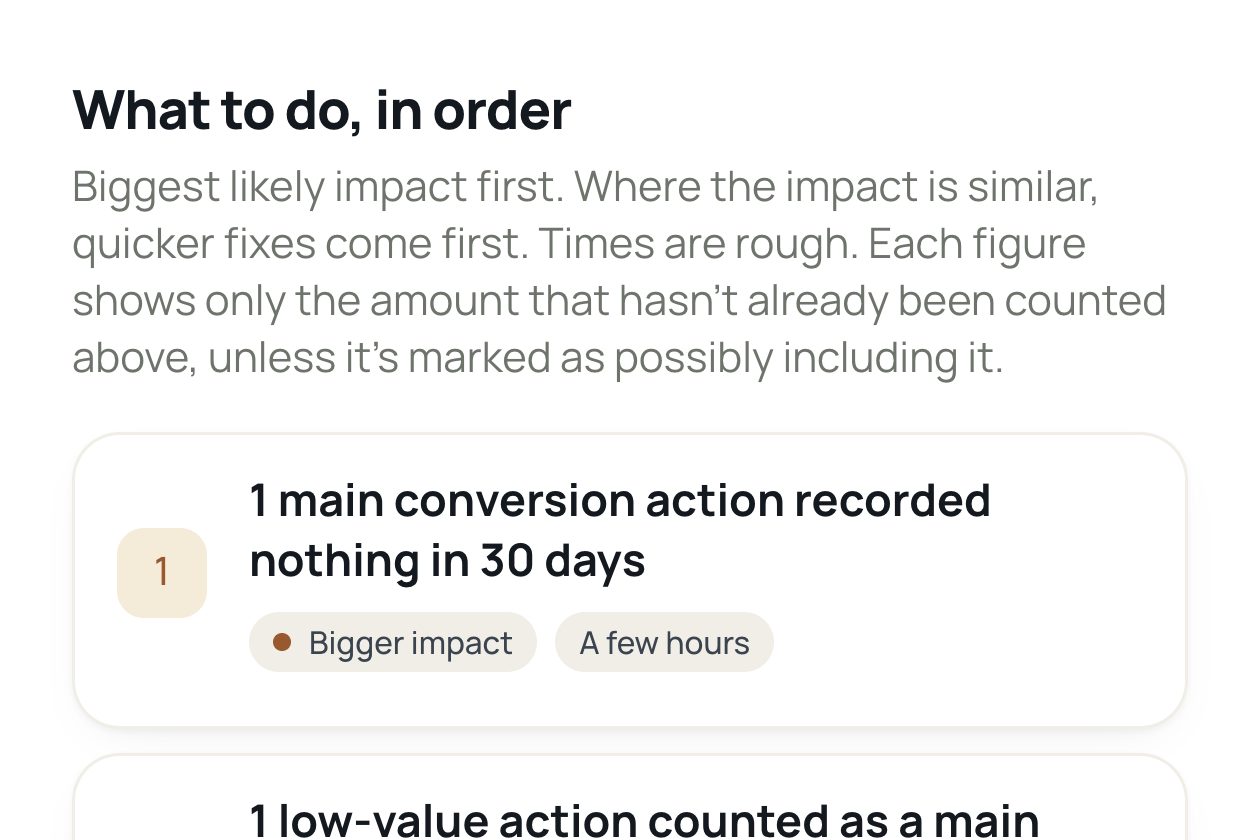 What to do, in order
Biggest likely impact first. Where the impact is similar,
quicker fixes come first. Times are rough. Each figure
shows only the amount that hasn’t already been counted
above, unless it’s marked as possibly including it.
1
1 main conversion action recorded
nothing in 30 days
Bigger impact
A few hours
1 low-value action counted as a main